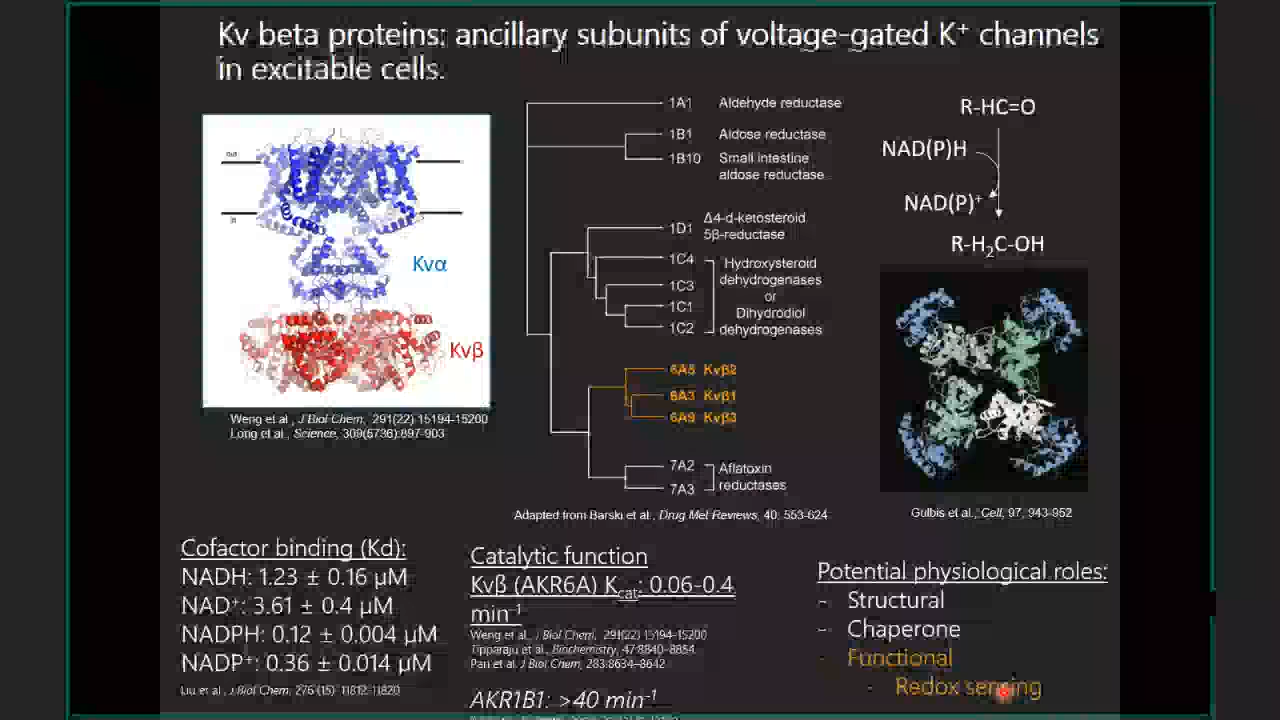 Kv beta proteins: ancillary subunits of voltage-gated K⁺ channels
in excitable cells.
out
in
Kvα
Kvβ
Weng et al., J Biol Chem, 291(22) 15194-15200
Long et al., Science, 309(5736):897-903
1A1 Aldehyde reductase
1B1 Aldose reductase
1B10 Small intestine
aldose reductase
1D1 Δ4-d-ketosteroid
5β-reductase
1C4
1C3
1C1
1C2
Hydroxysteroid
dehydrogenases
or
Dihydrodiol
dehydrogenases
6A5 Kvβ2
6A3 Kvβ1
6A9 Kvβ3
7A2
7A3
Aflatoxin
reductases
Adapted from Barski et al., Drug Met Reviews, 40: 553-624
R-HC=O
NAD(P)H
NAD(P)⁺
R-H₂C-OH
Gulbis et al., Cell, 97, 943-952
Cofactor binding (Kd):
NADH: 1.23 ± 0.16 µM
NAD⁺: 3.61 ± 0.4 µM
NADPH: 0.12 ± 0.004 µM
NADP⁺: 0.36 ± 0.014 µM
Liu et al., J Biol Chem, 276 (15) 11812-11820
Catalytic function
Kvβ (AKR6A) Kcat: 0.06-0.4
min⁻¹
Weng et al., J Biol Chem, 291(22) 15194-15200
Tipparaju et al., Biochemistry, 47:8840-8854
Pan et al. J Biol Chem, 283:8634-8642
AKR1B1: >40 min⁻¹
Potential physiological roles:
- Structural
- Chaperone
- Functional
- Redox sensing